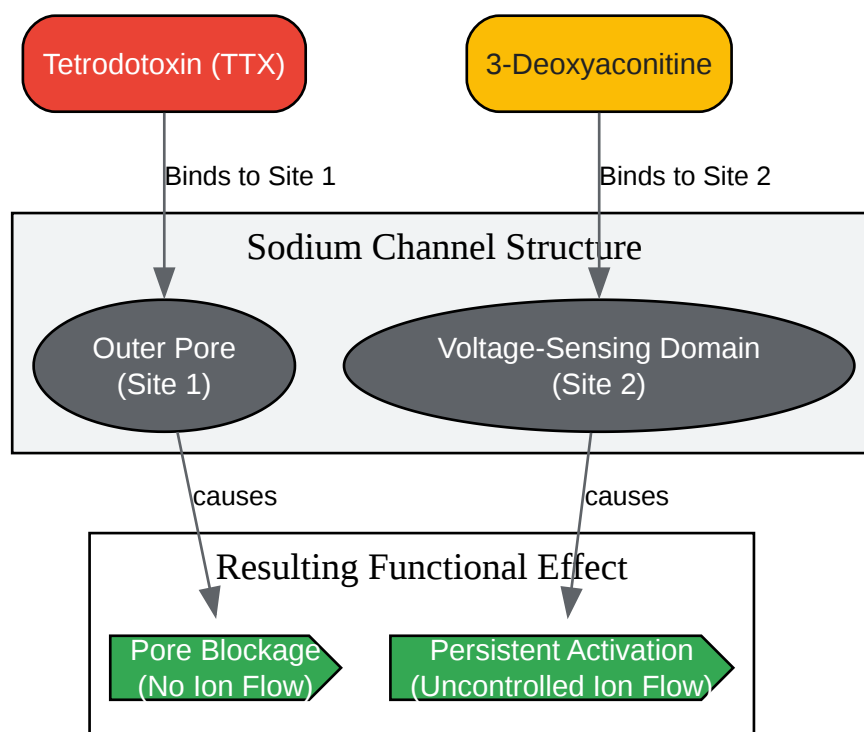 Tetrodotoxin (TTX)
3-Deoxyaconitine
Binds to Site 1
Binds to Site 2
Sodium Channel Structure
Outer Pore
(Site 1)
Voltage-Sensing Domain
(Site 2)
causes
causes
Resulting Functional Effect
Pore Blockage
(No Ion Flow)
Persistent Activation
(Uncontrolled Ion Flow)